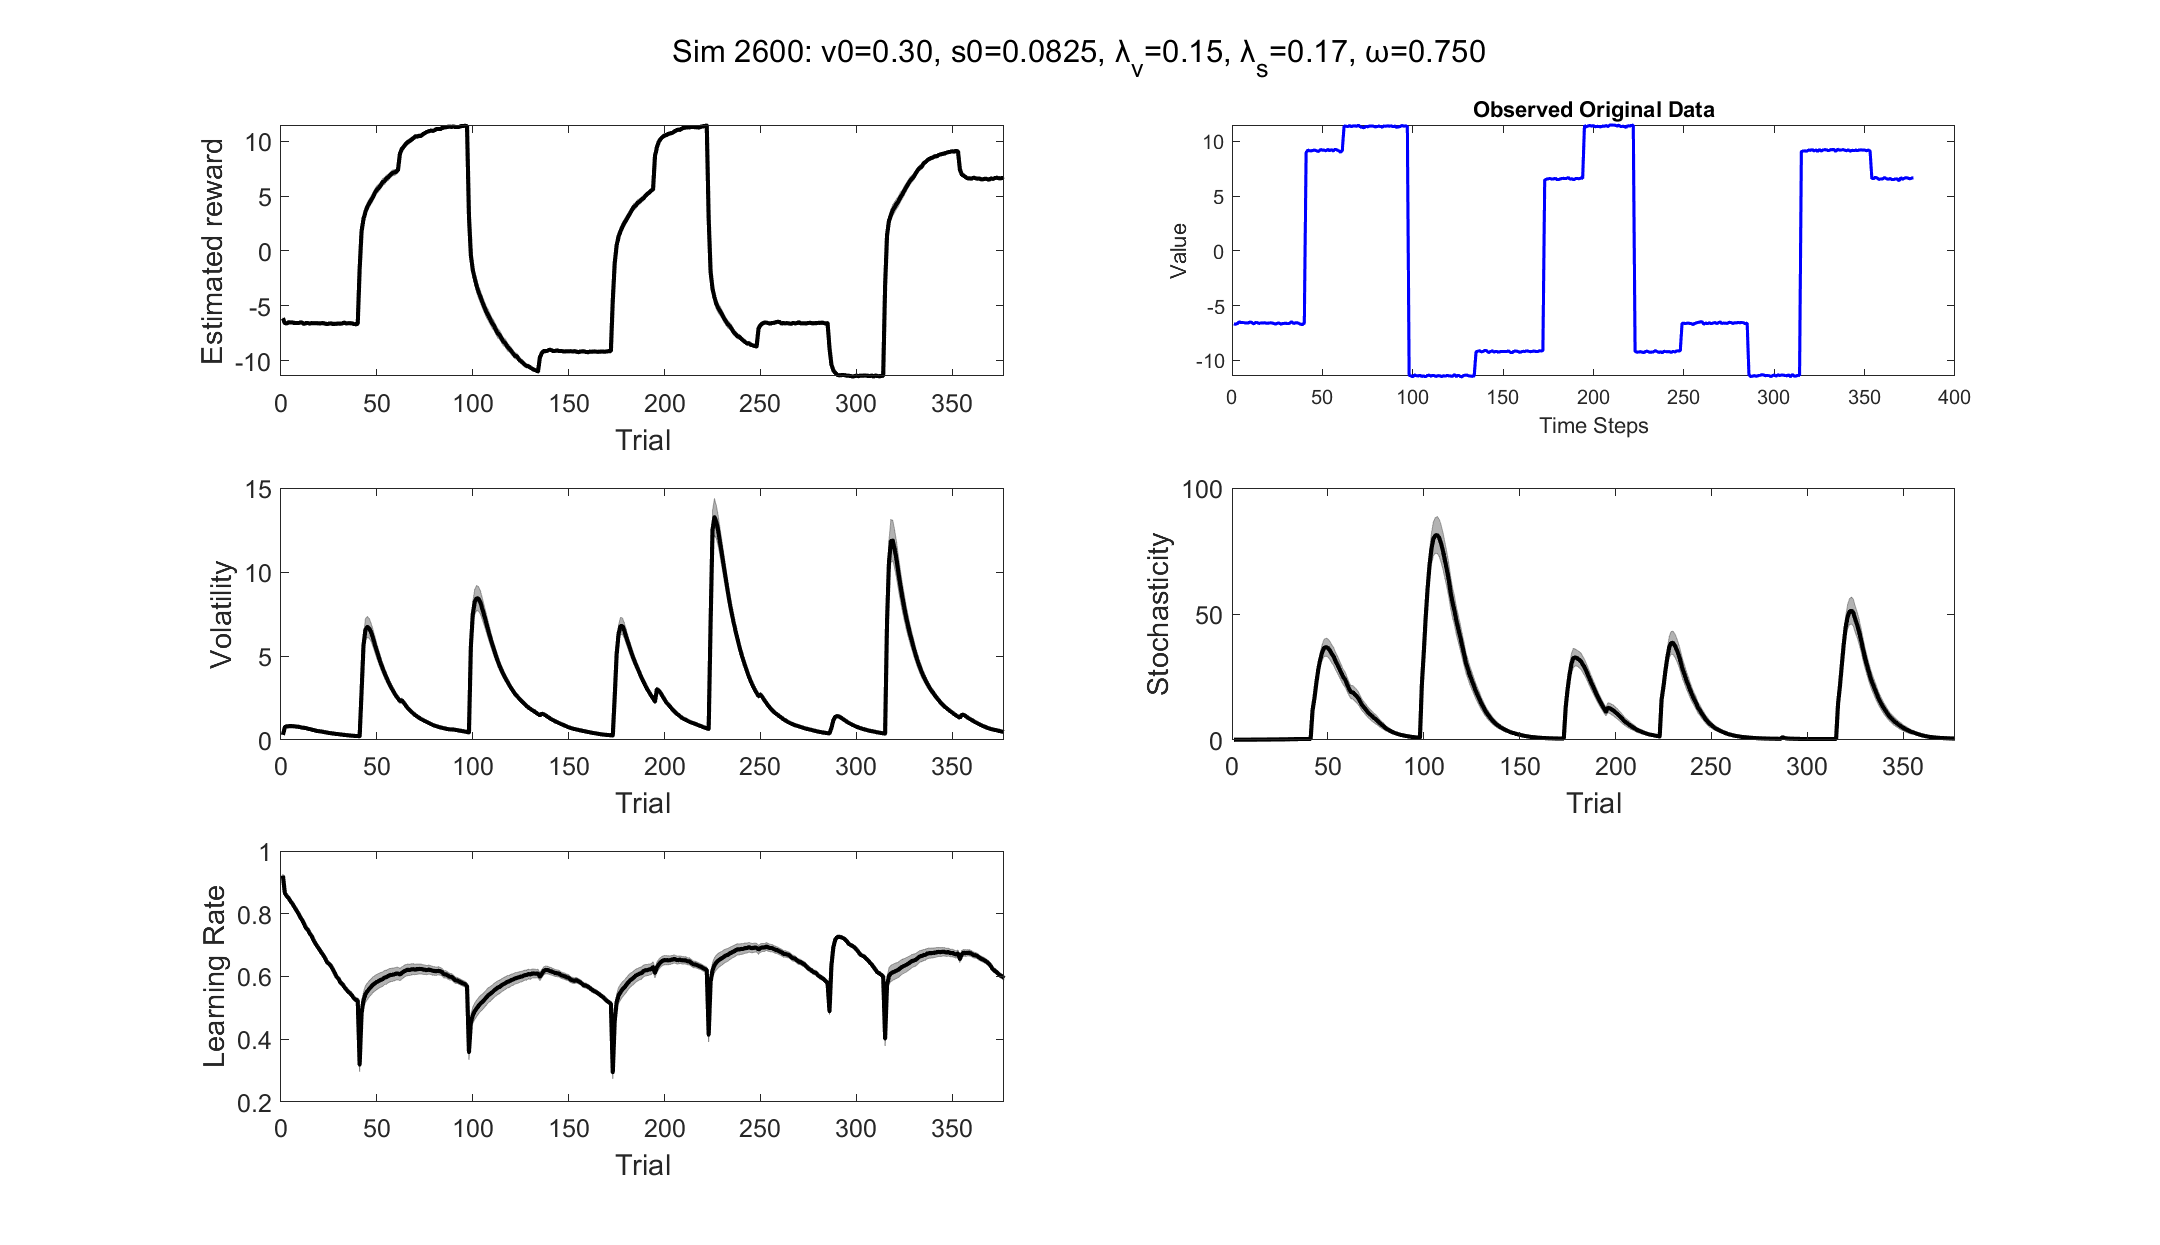 Sim 2600: v0=0.30, s0=0.0825, λv=0.15, λs=0.17, ω=0.750
Estimated reward
10
5
0
-5
-10
0 50 100 150 200 250 300 350
Trial
Observed Original Data
Value
10
5
0
-5
-10
0 50 100 150 200 250 300 350 400
Time Steps
Volatility
15
10
5
0
0 50 100 150 200 250 300 350
Trial
Stochasticity
100
50
0
0 50 100 150 200 250 300 350
Trial
Learning Rate
1
0.8
0.6
0.4
0.2
0 50 100 150 200 250 300 350
Trial